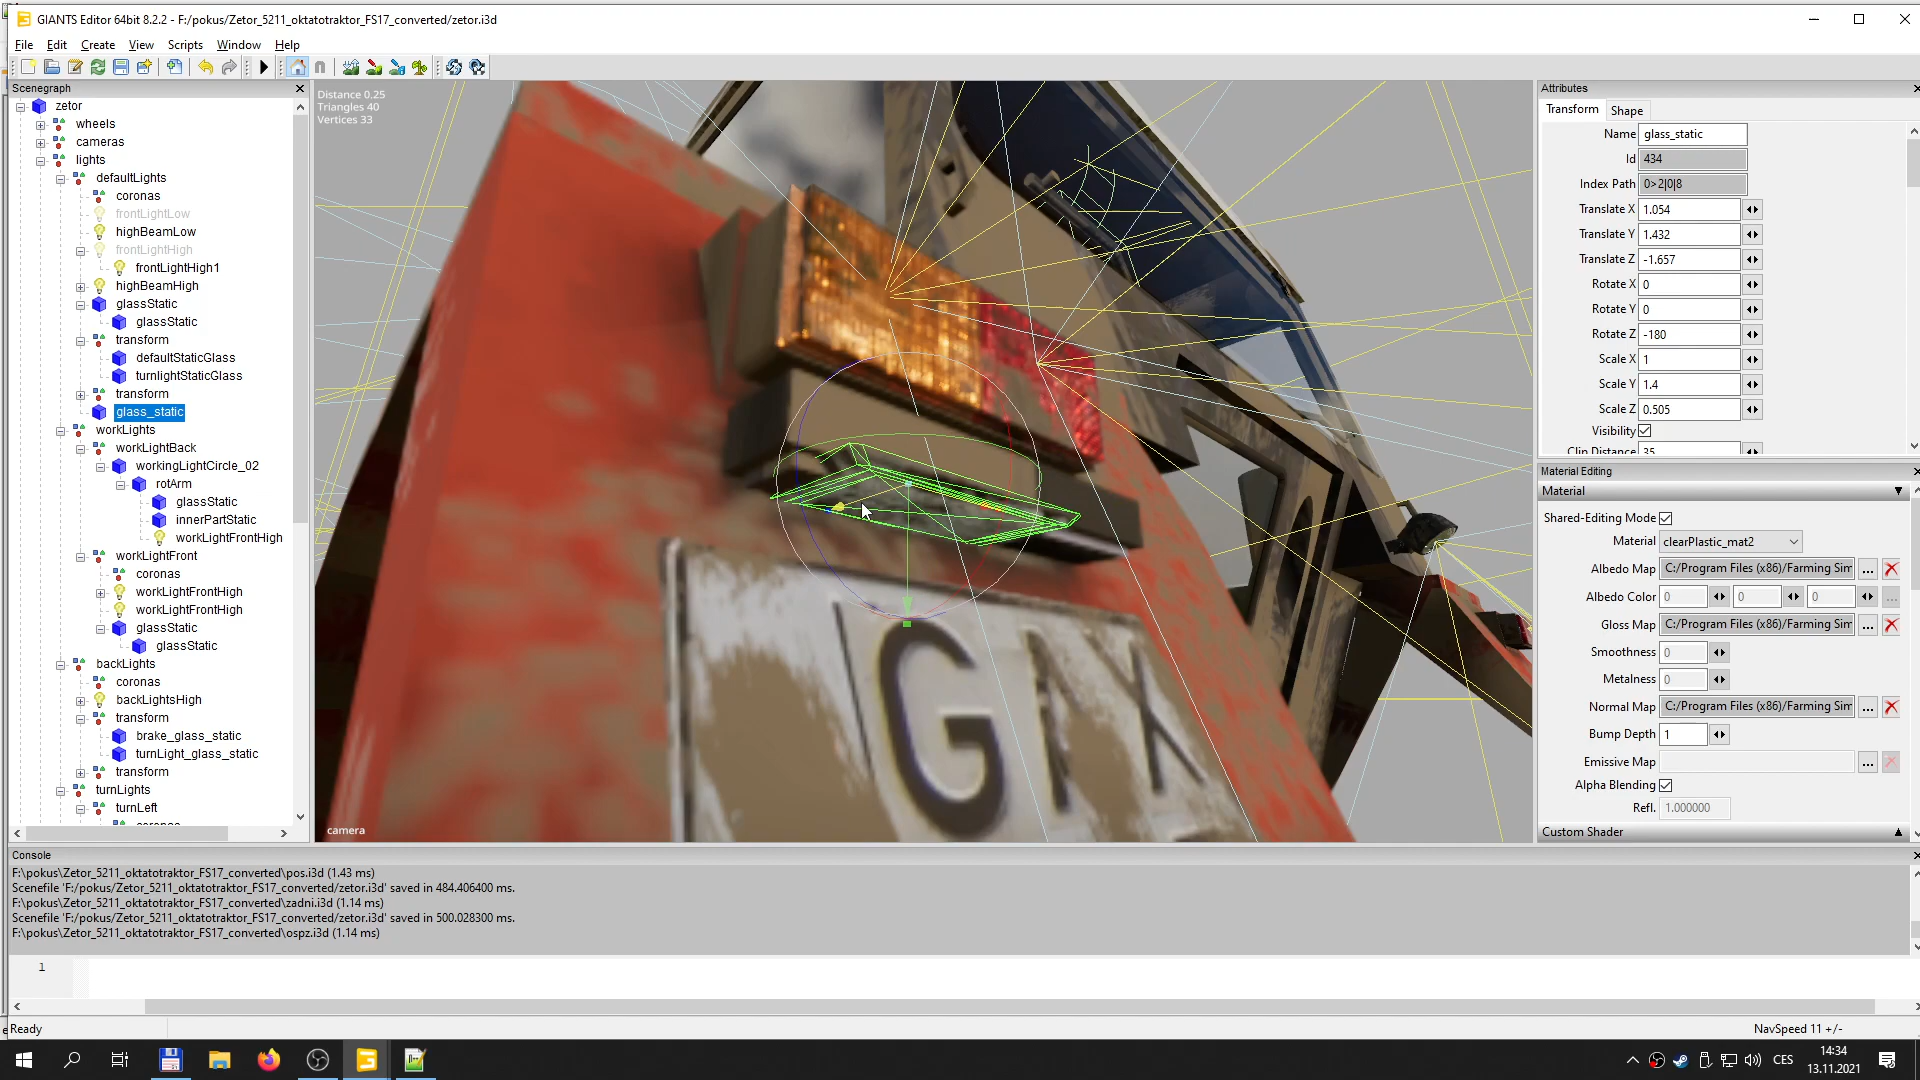 GIANTS Editor 64bit 8.2.2 - F:/pokus/Zetor_5211_oktatotraktor_FS17_converted/zetor.i3d
File Edit Create View Scripts Window Help
Scenegraph
zetor
wheels
cameras
lights
defaultLights
coronas
frontLightLow
highBeamLow
frontLightHigh
frontLightHigh1
highBeamHigh
glassStatic
glassStatic
transform
defaultStaticGlass
turnlightStaticGlass
transform
glass_static
workLights
workLightBack
workingLightCircle_02
rotArm
glassStatic
innerPartStatic
workLightFrontHigh
workLightFront
coronas
workLightFrontHigh
workLightFrontHigh
glassStatic
glassStatic
backLights
coronas
backLightsHigh
transform
brake_glass_static
turnLight_glass_static
transform
turnLights
turnLeft
Distance 0.25
Triangles 40
Vertices 33
camera
Attributes
Transform Shape
Name glass_static
Id 434
Index Path 0>2|0|8
Translate X 1.054
Translate Y 1.432
Translate Z -1.657
Rotate X 0
Rotate Y 0
Rotate Z -180
Scale X 1
Scale Y 1.4
Scale Z 0.505
Visibility
Clip Distance 35
Material Editing
Material
Shared-Editing Mode
Material clearPlastic_mat2
Albedo Map C:/Program Files (x86)/Farming Sim ...
Albedo Color 0 0 0 ...
Gloss Map C:/Program Files (x86)/Farming Sim ...
Smoothness 0
Metalness 0
Normal Map C:/Program Files (x86)/Farming Sim ...
Bump Depth 1
Emissive Map ...
Alpha Blending
Refl. 1.000000
Custom Shader
Console
F:\pokus\Zetor_5211_oktatotraktor_FS17_converted\pos.i3d (1.43 ms)
Scenefile 'F:/pokus/Zetor_5211_oktatotraktor_FS17_converted/zetor.i3d' saved in 484.406400 ms.
F:\pokus\Zetor_5211_oktatotraktor_FS17_converted\zadni.i3d (1.14 ms)
Scenefile 'F:/pokus/Zetor_5211_oktatotraktor_FS17_converted/zetor.i3d' saved in 500.028300 ms.
F:\pokus\Zetor_5211_oktatotraktor_FS17_converted\ospz.i3d (1.14 ms)
1
Ready
NavSpeed 11 +/-
CES
14:34
13.11.2021